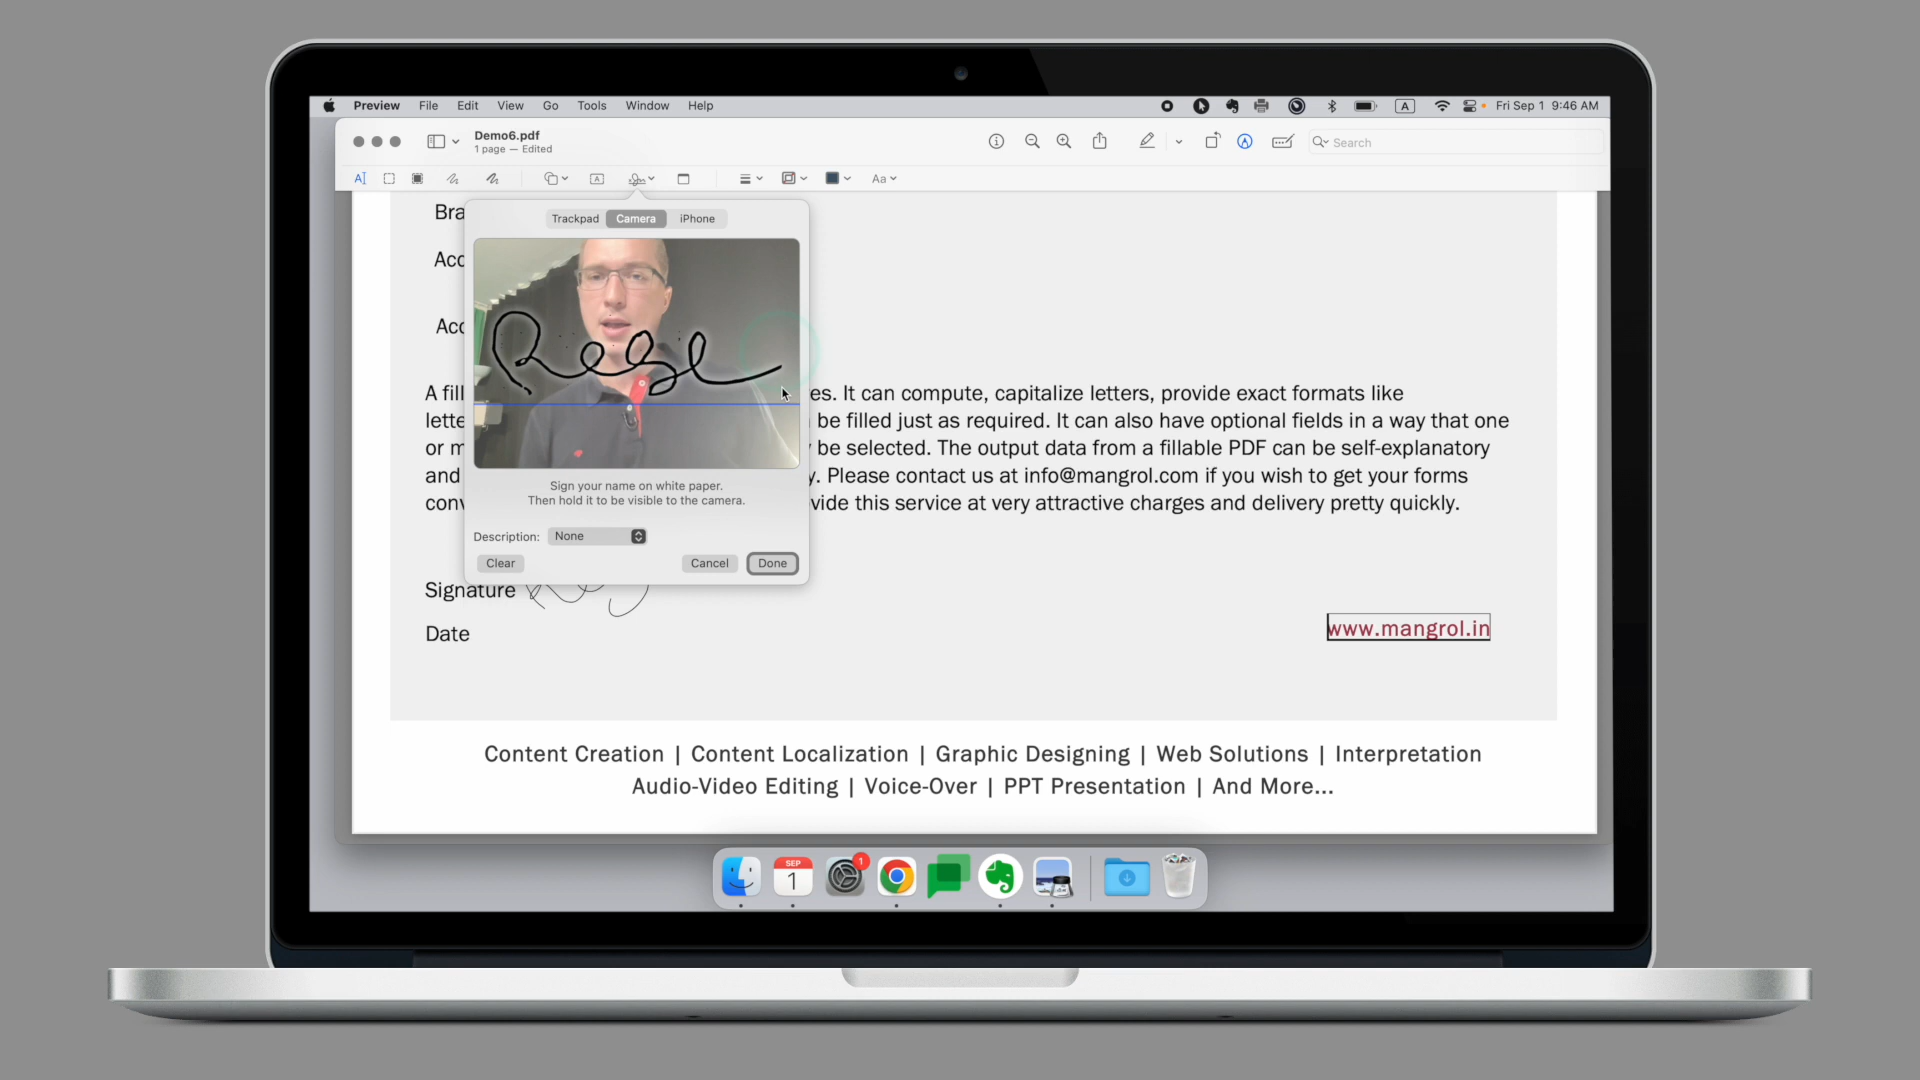 Preview File Edit View Go Tools Window Help
A Fri Sep 1 9:46 AM
Demo6.pdf
1 page — Edited
Search
Aa
Trackpad Camera iPhone
Bra
Acc
Acc
A fill es. It can compute, capitalize letters, provide exact formats like
lette be filled just as required. It can also have optional fields in a way that one
or m be selected. The output data from a fillable PDF can be self-explanatory
and . Please contact us at info@mangrol.com if you wish to get your forms
conv vide this service at very attractive charges and delivery pretty quickly.
Sign your name on white paper.
Then hold it to be visible to the camera.
Description: None
Clear Cancel Done
Signature
Date
www.mangrol.in
Content Creation | Content Localization | Graphic Designing | Web Solutions | Interpretation
Audio-Video Editing | Voice-Over | PPT Presentation | And More...
SEP
1
1